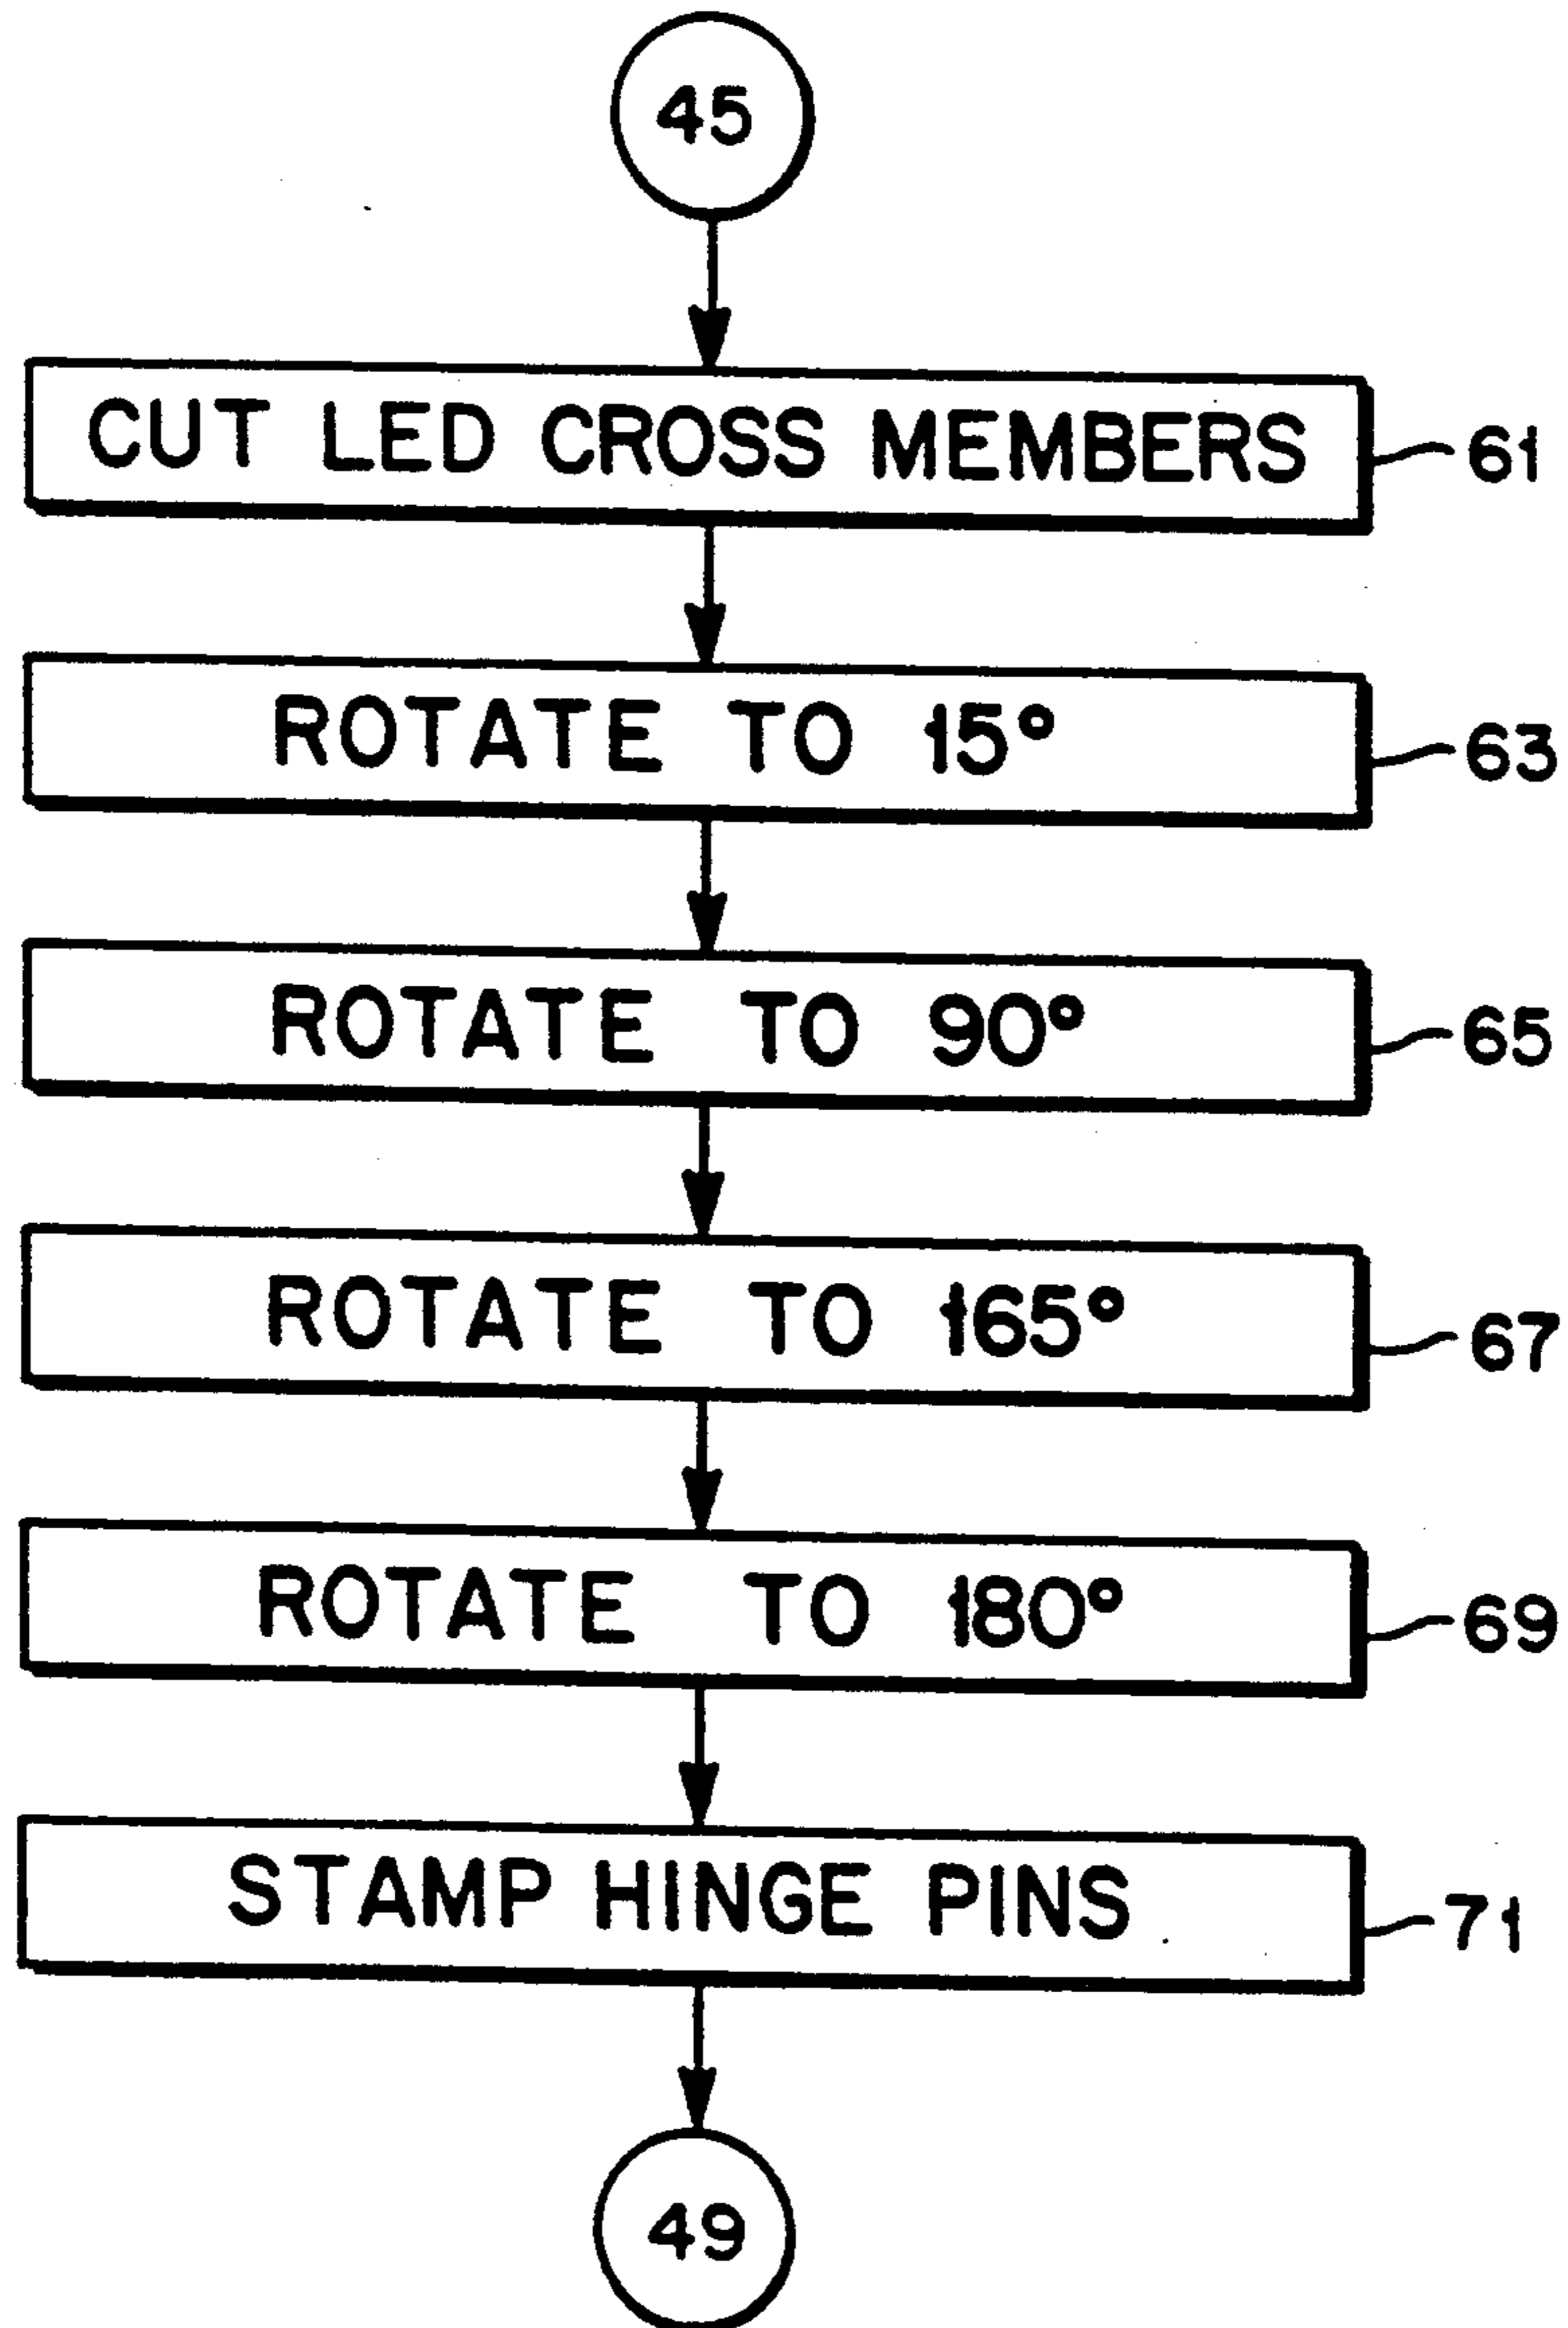 45
CUT LED CROSS MEMBERS 61
ROTATE TO 15° 63
ROTATE TO 90° 65
ROTATE TO 165° 67
ROTATE TO 180° 69
STAMP HINGE PINS 71
49